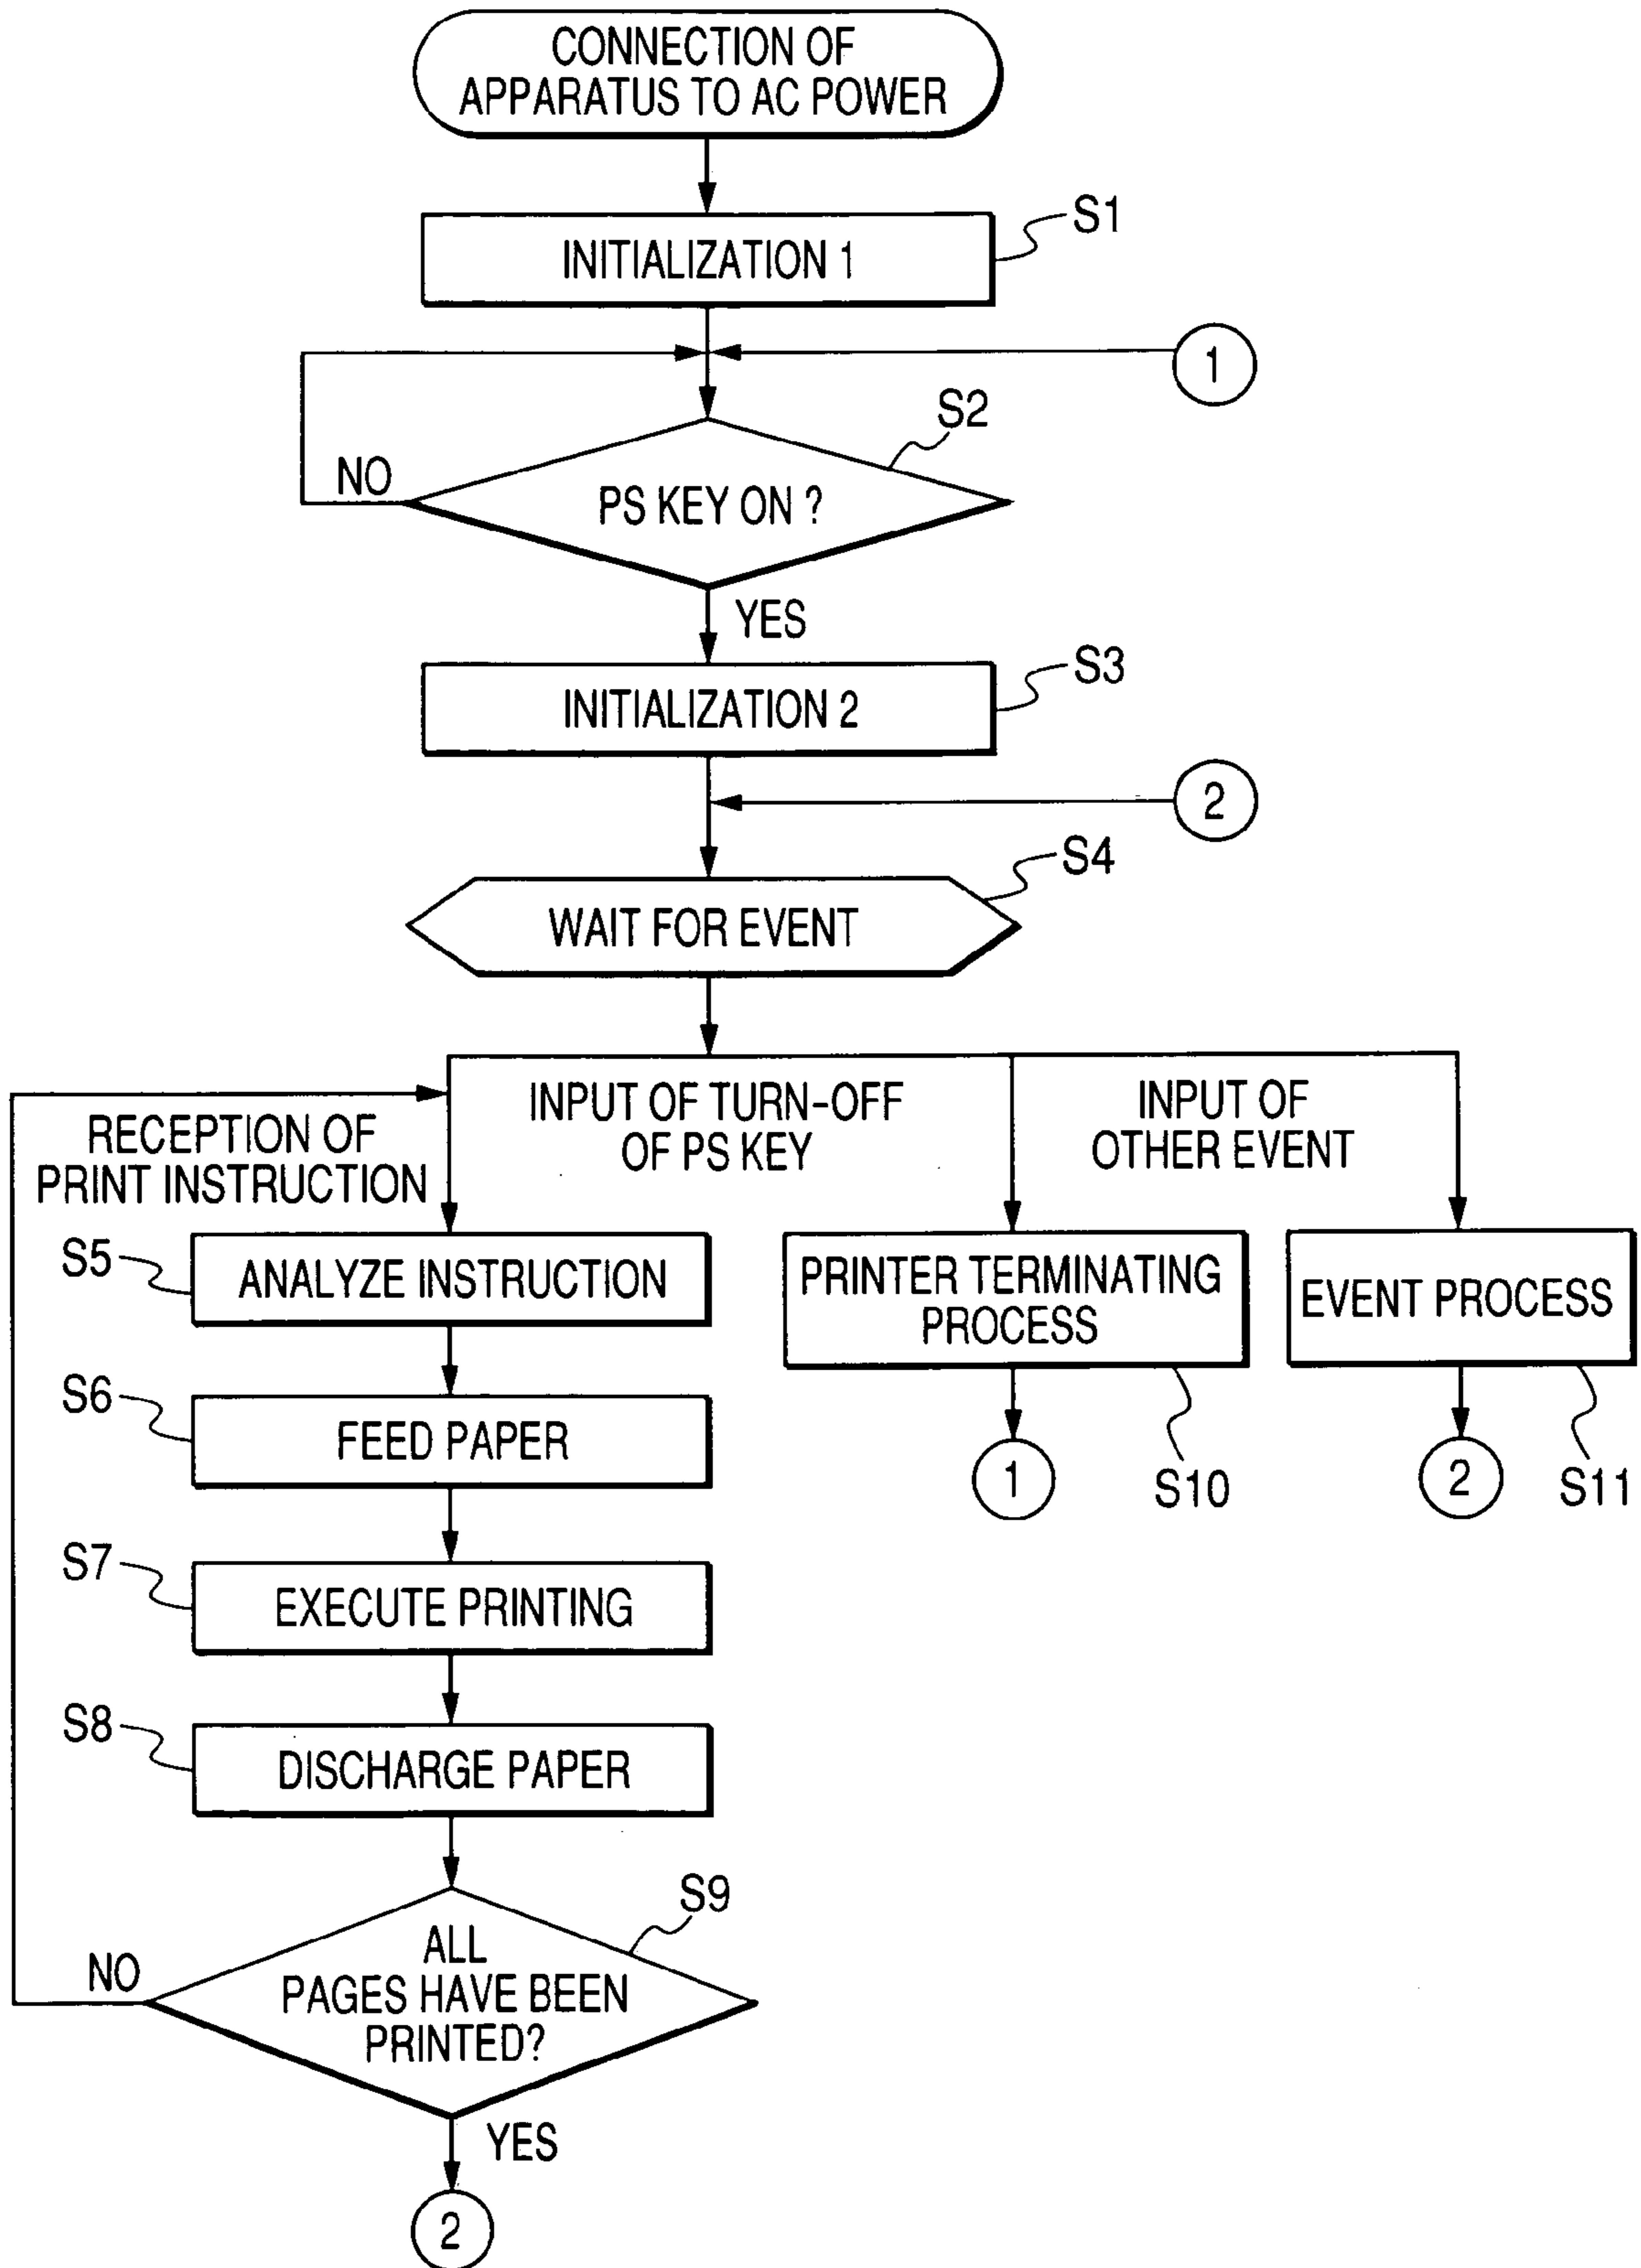 CONNECTION OF
APPARATUS TO AC POWER
S1
INITIALIZATION 1
1
S2
NO
PS KEY ON ?
YES
S3
INITIALIZATION 2
2
S4
WAIT FOR EVENT
RECEPTION OF
PRINT INSTRUCTION
INPUT OF TURN-OFF
OF PS KEY
INPUT OF
OTHER EVENT
S5
ANALYZE INSTRUCTION
PRINTER TERMINATING
PROCESS
EVENT PROCESS
S6
FEED PAPER
1
S10
2
S11
S7
EXECUTE PRINTING
S8
DISCHARGE PAPER
S9
NO
ALL
PAGES HAVE BEEN
PRINTED?
YES
2